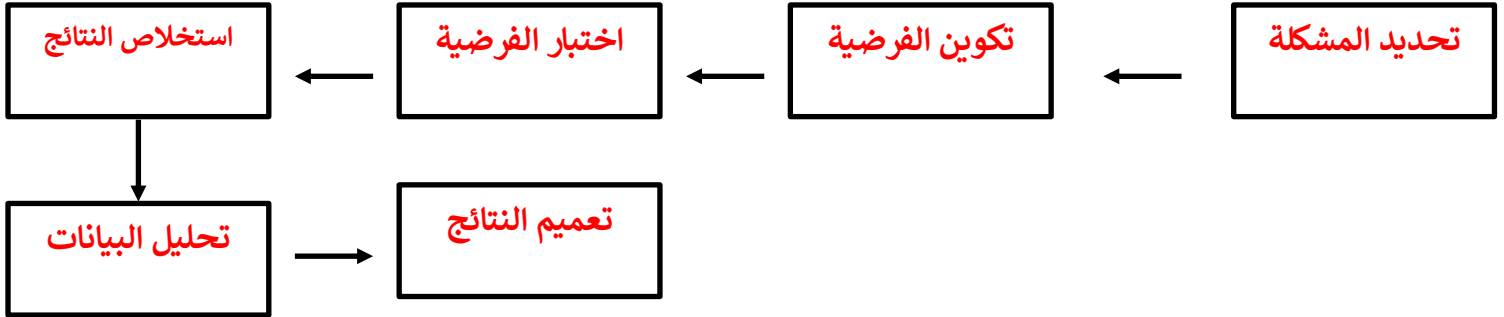 تحديد المشكلة
تكوين الفرضية
اختبار الفرضية
استخلاص النتائج
تحليل البيانات
تعميم النتائج